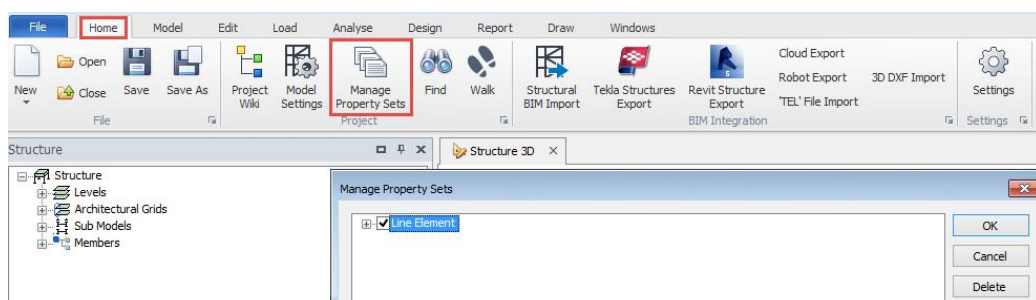 File Home Model Edit Load Analyse Design Report Draw Windows
New
Open
Close
Save
Save As
Project
Wiki
Model
Settings
Manage
Property Sets
Find
Walk
Structural
BIM Import
Tekla Structures
Export
5
Revit Structure
Export
Cloud Export
Robot Export
'TEL' File Import
3D DXF Import
Settings
File Project BIM Integration Settings
Structure
Structure 3D
Structure
Levels
Architectural Grids
Sub Models
Members
Manage Property Sets
Line Element
OK
Cancel
Delete